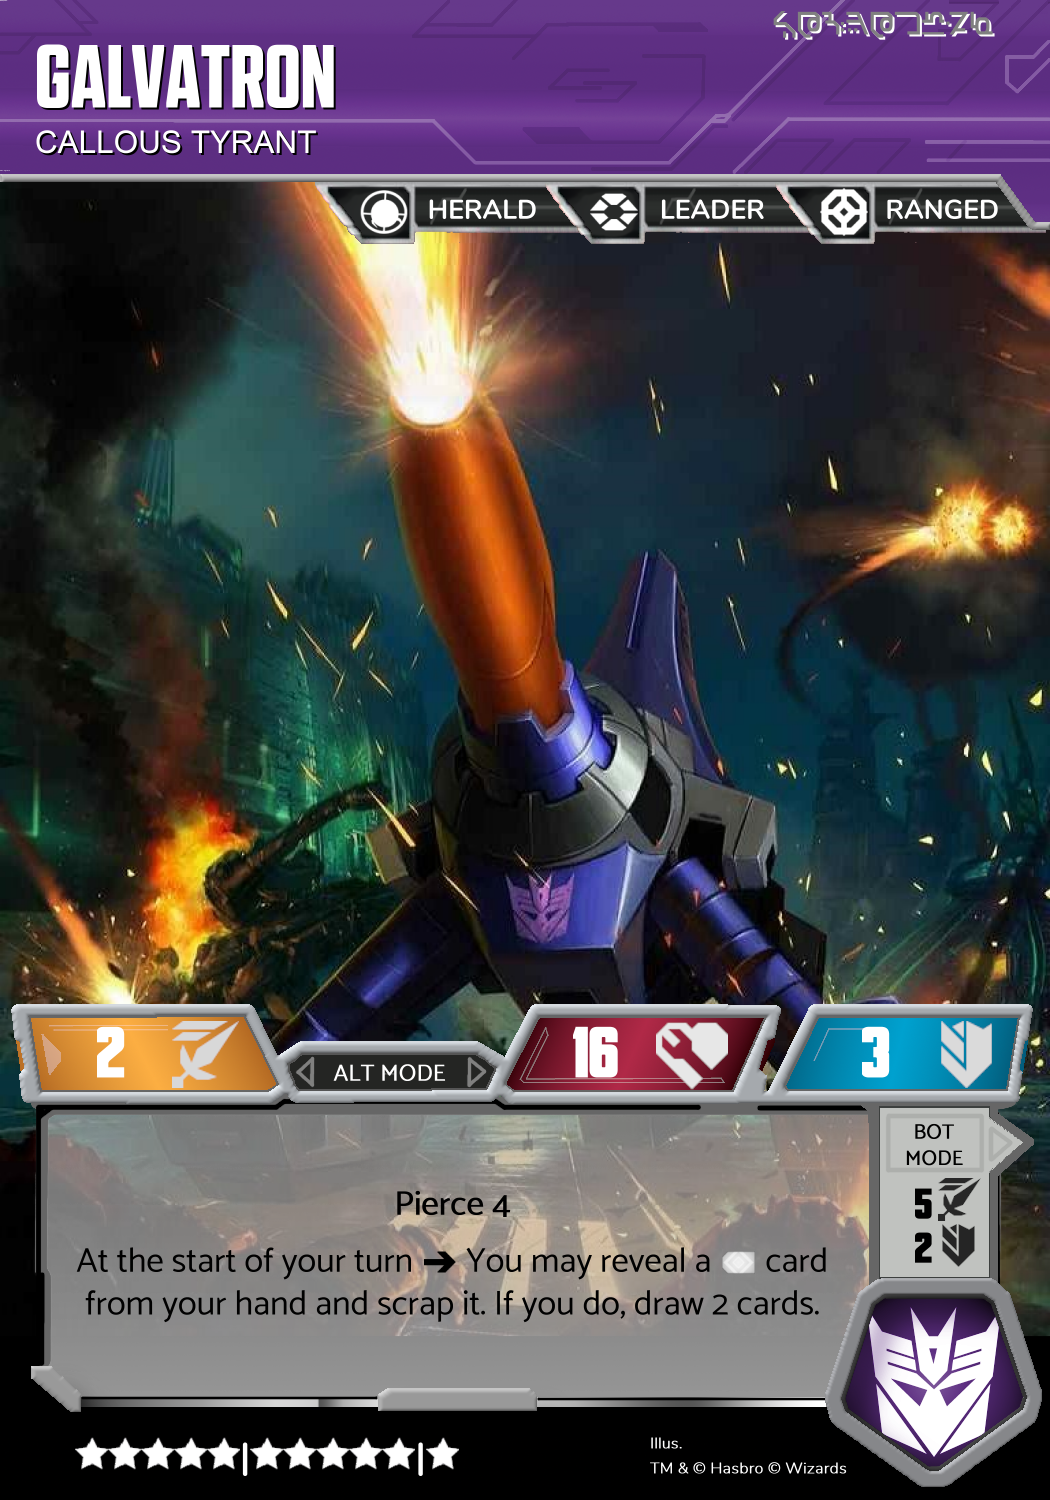 GALVATRON
CALLOUS TYRANT
HERALD LEADER RANGED
2 ALT MODE 16 3
BOT
MODE
5
2
Pierce 4
At the start of your turn ➔ You may reveal a card
from your hand and scrap it. If you do, draw 2 cards.
Illus.
TM & © Hasbro © Wizards